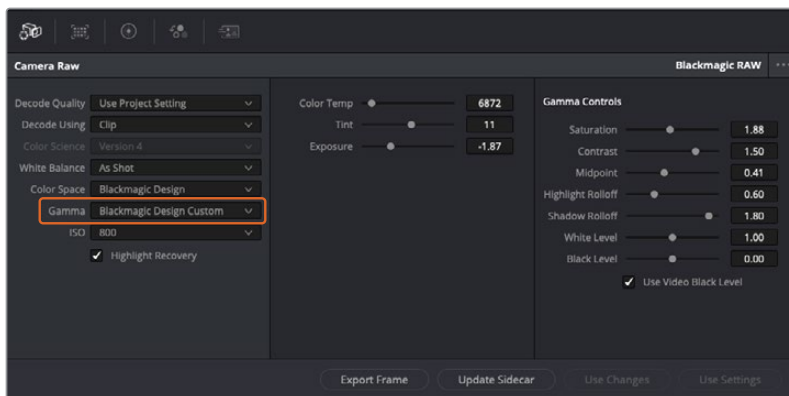 Camera Raw
Blackmagic RAW
Decode Quality Use Project Setting
Decode Using Clip
Color Science Version 4
White Balance As Shot
Color Space Blackmagic Design
Gamma Blackmagic Design Custom
ISO 800
Highlight Recovery
Color Temp 6872
Tint 11
Exposure -1.87
Gamma Controls
Saturation 1.88
Contrast 1.50
Midpoint 0.41
Highlight Rolloff 0.60
Shadow Rolloff 1.80
White Level 1.00
Black Level 0.00
Use Video Black Level
Export Frame
Update Sidecar
Use Changes
Use Settings